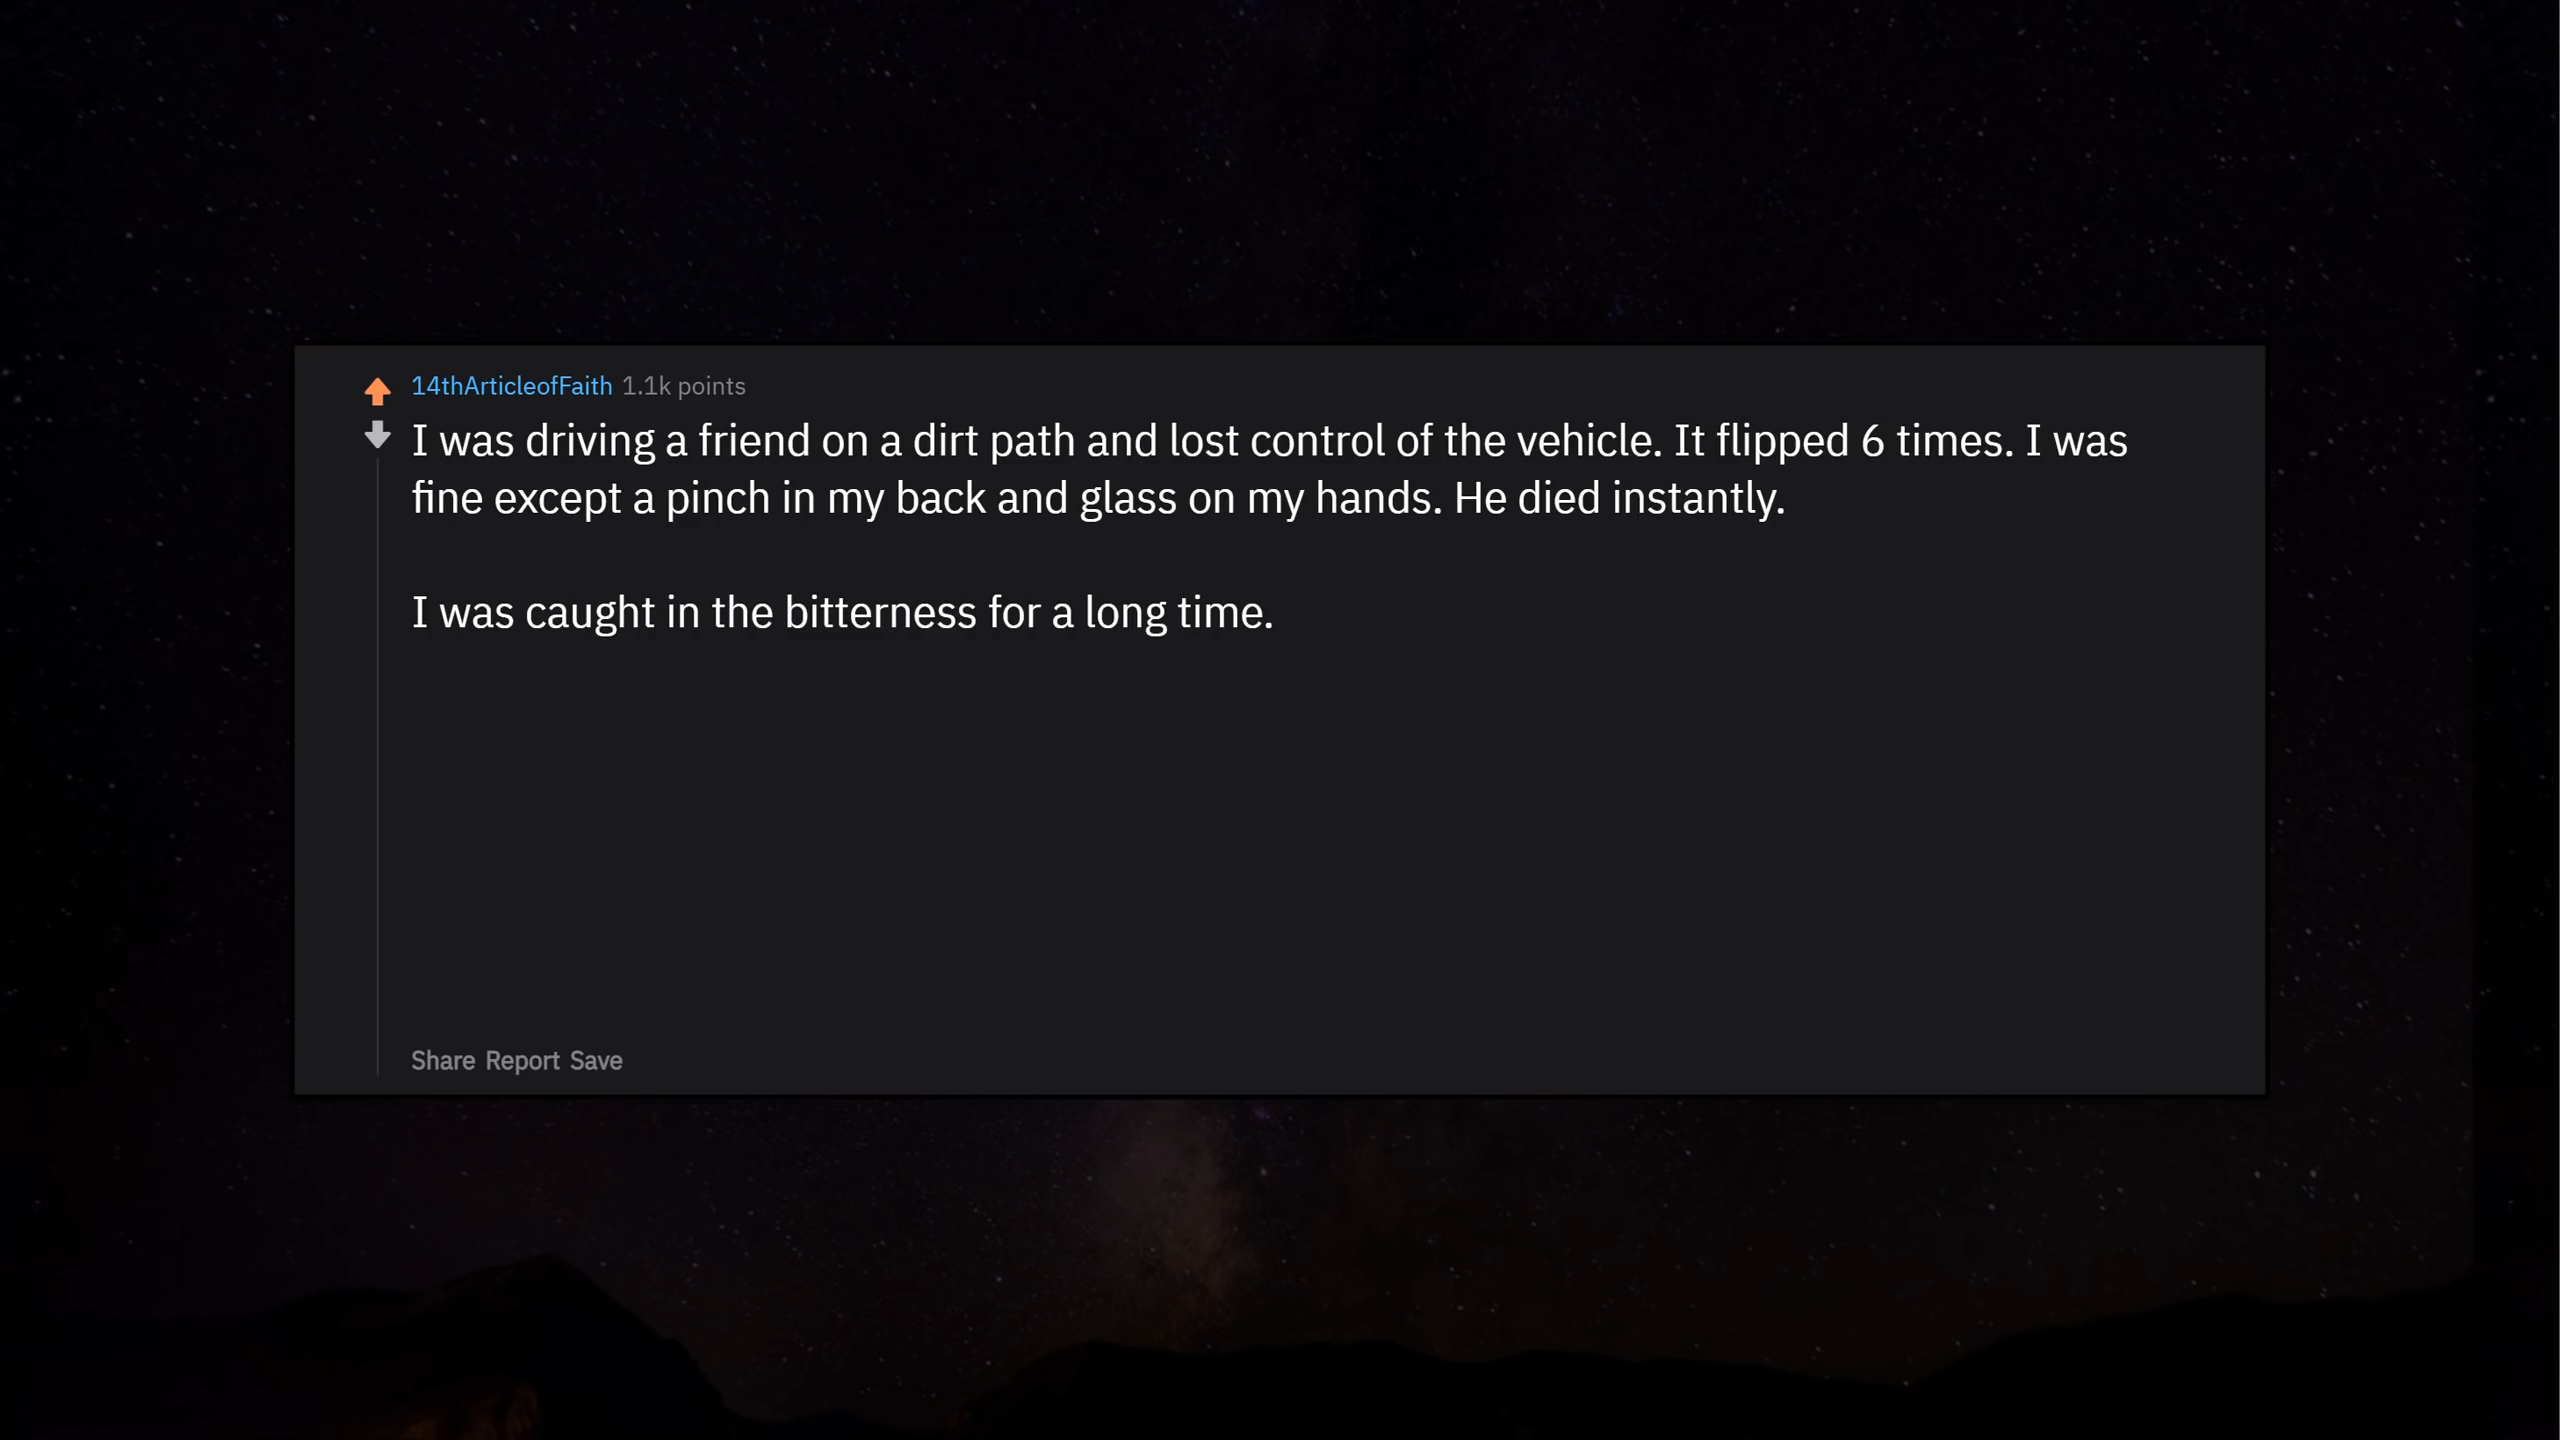 14thArticleofFaith 1.1k points
I was driving a friend on a dirt path and lost control of the vehicle. It flipped 6 times. I was
fine except a pinch in my back and glass on my hands. He died instantly.
I was caught in the bitterness for a long time.
Share Report Save